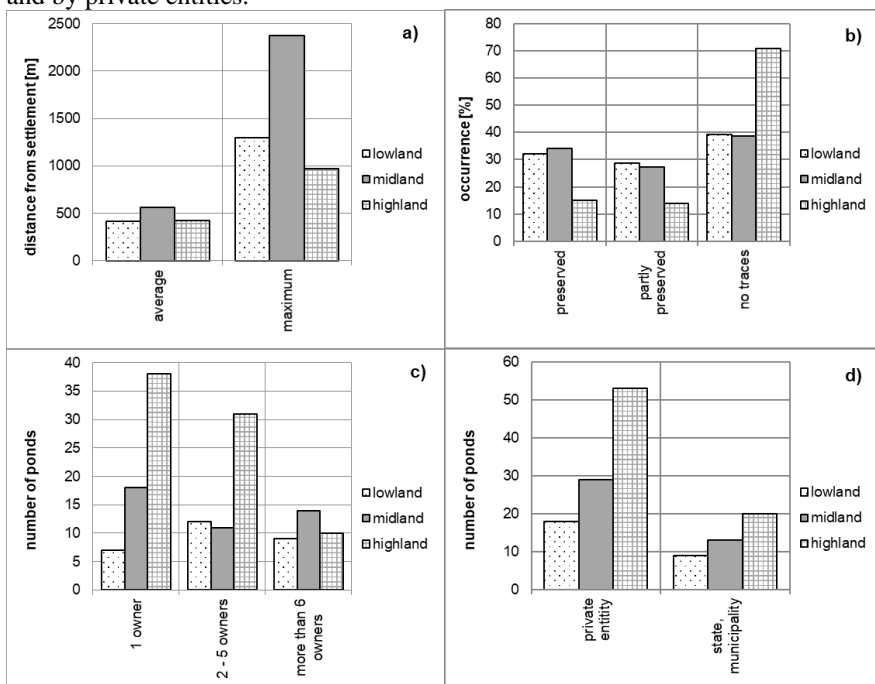 and by private entities.
a)
distance from settlement [m]
2500
2000
1500
1000
500
0
average
maximum
lowland
midland
highland
b)
occurrence [%]
80
70
60
50
40
30
20
10
0
preserved
partly
preserved
no traces
lowland
midland
highland
c)
number of ponds
40
35
30
25
20
15
10
5
0
1 owner
2 - 5 owners
more than 6
owners
lowland
midland
highland
d)
number of ponds
60
50
40
30
20
10
0
private
entitity
state,
municipality
lowland
midland
highland